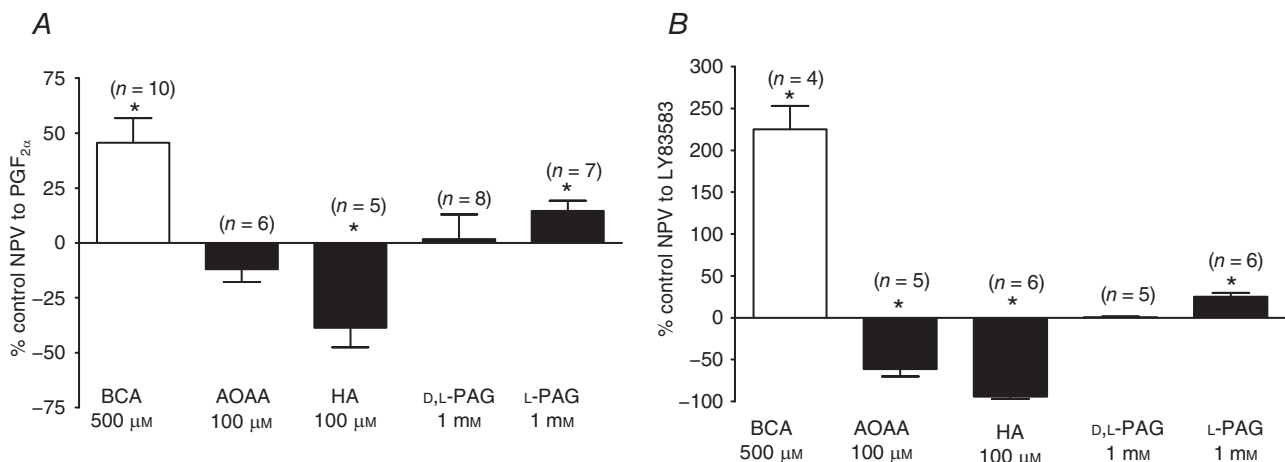 A
% control NPV to PGF2α
75
50
25
0
−25
−50
−75
(n = 10)
*
(n = 6)
(n = 5)
*
(n = 8)
(n = 7)
*
BCA
500 μM
AOAA
100 μM
HA
100 μM
D,L-PAG
1 mM
L-PAG
1 mM
B
% control NPV to LY83583
300
250
200
150
100
50
0
−50
−100
(n = 4)
*
(n = 5)
*
(n = 6)
*
(n = 5)
(n = 6)
*
BCA
500 μM
AOAA
100 μM
HA
100 μM
D,L-PAG
1 mM
L-PAG
1 mM